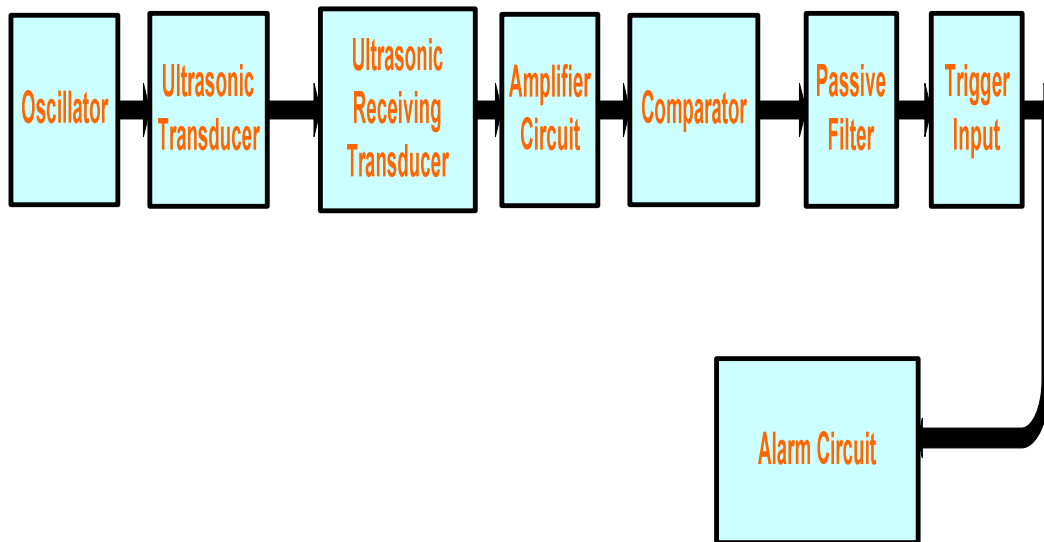 Oscillator
Ultrasonic
Transducer
Ultrasonic
Receiving
Transducer
Amplifier
Circuit
Comparator
Passive
Filter
Trigger
Input
Alarm Circuit